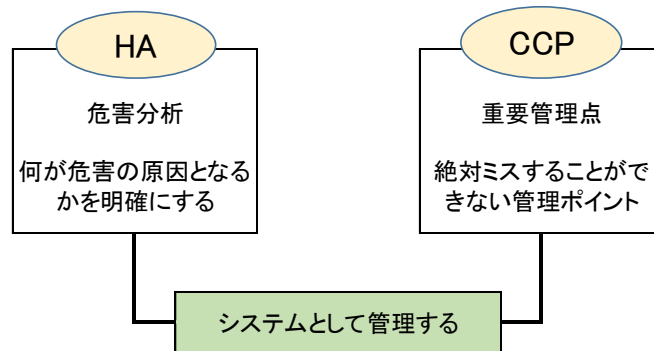 HA
危害分析
何が危害の原因となる
かを明確にする
CCP
重要管理点
絶対ミスすることがで
きない管理ポイント
システムとして管理する